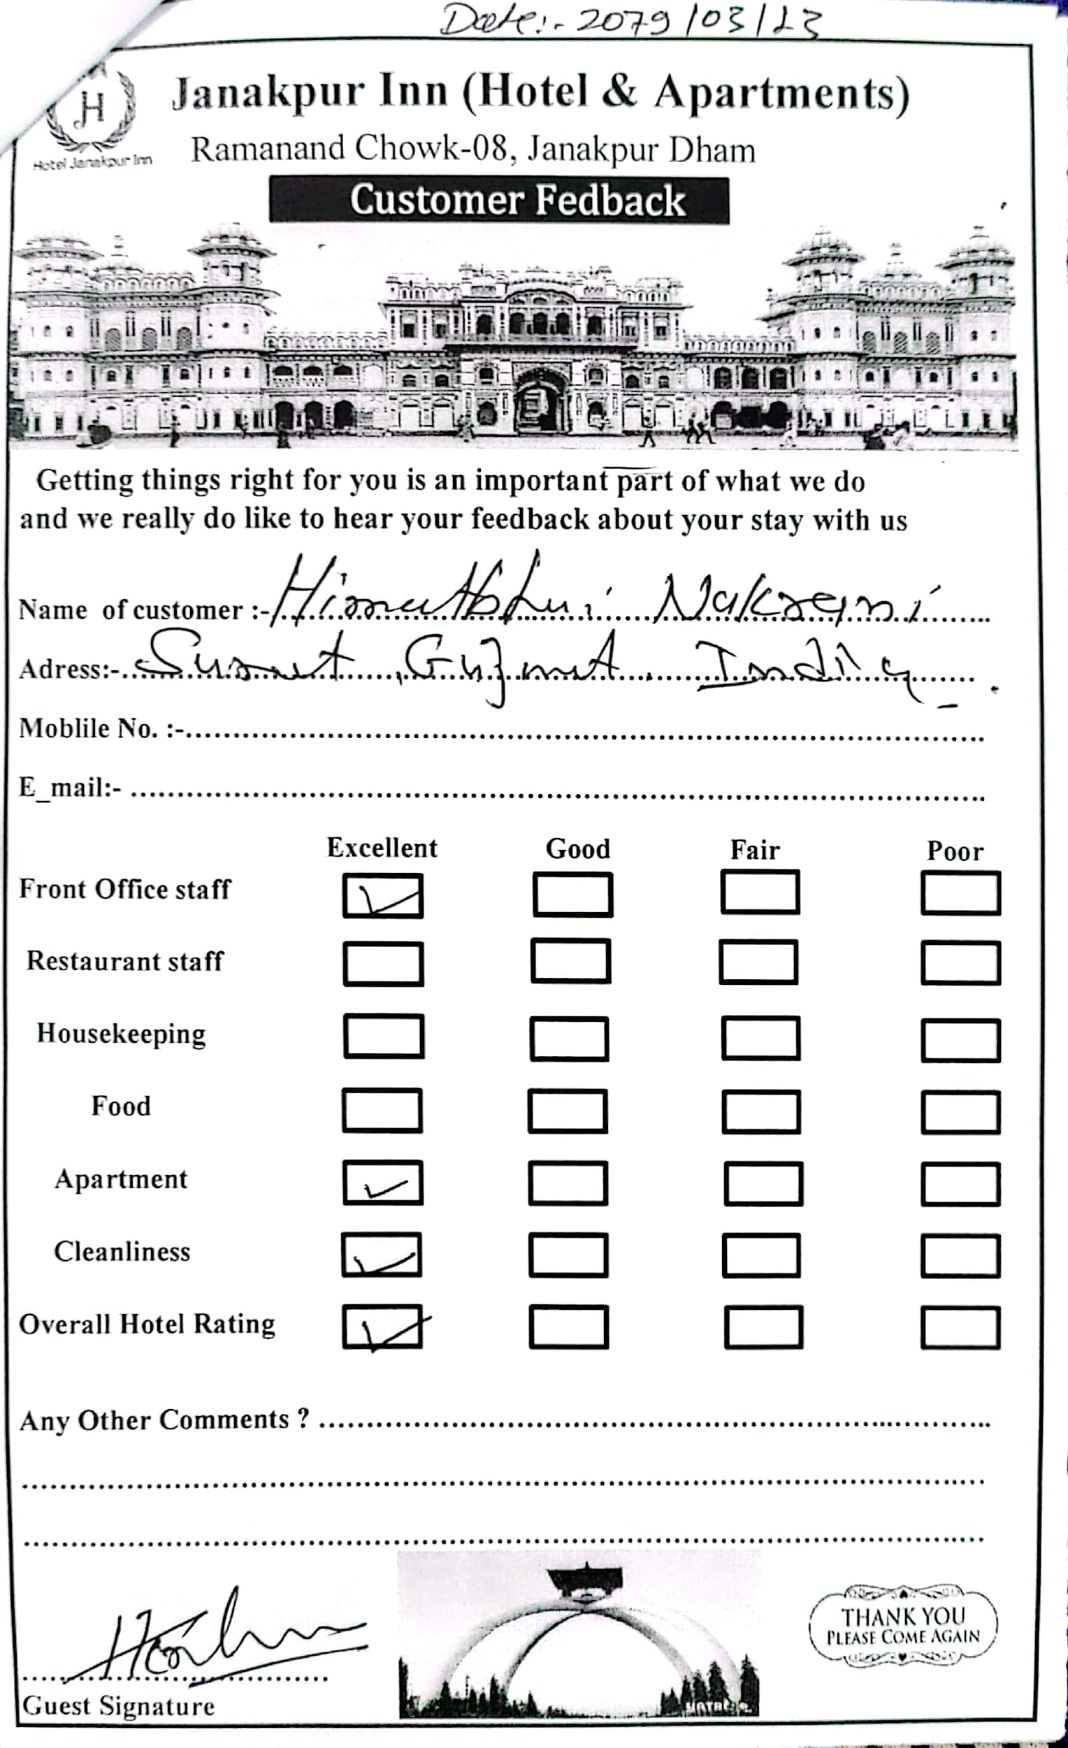 Date:- 2079/03/23
H
Hotel Janakpur Inn
Janakpur Inn (Hotel & Apartments)
Ramanand Chowk-08, Janakpur Dham
Customer Fedback
Getting things right for you is an important part of what we do
and we really do like to hear your feedback about your stay with us
Name of customer :- Himatbhai Nakrani
Adress:- Surat, Gujrat, India
Moblile No. :-
E_mail:-
Excellent Good Fair Poor
Front Office staff
Restaurant staff
Housekeeping
Food
Apartment
Cleanliness
Overall Hotel Rating
Any Other Comments ?
Guest Signature
THANK YOU
PLEASE COME AGAIN